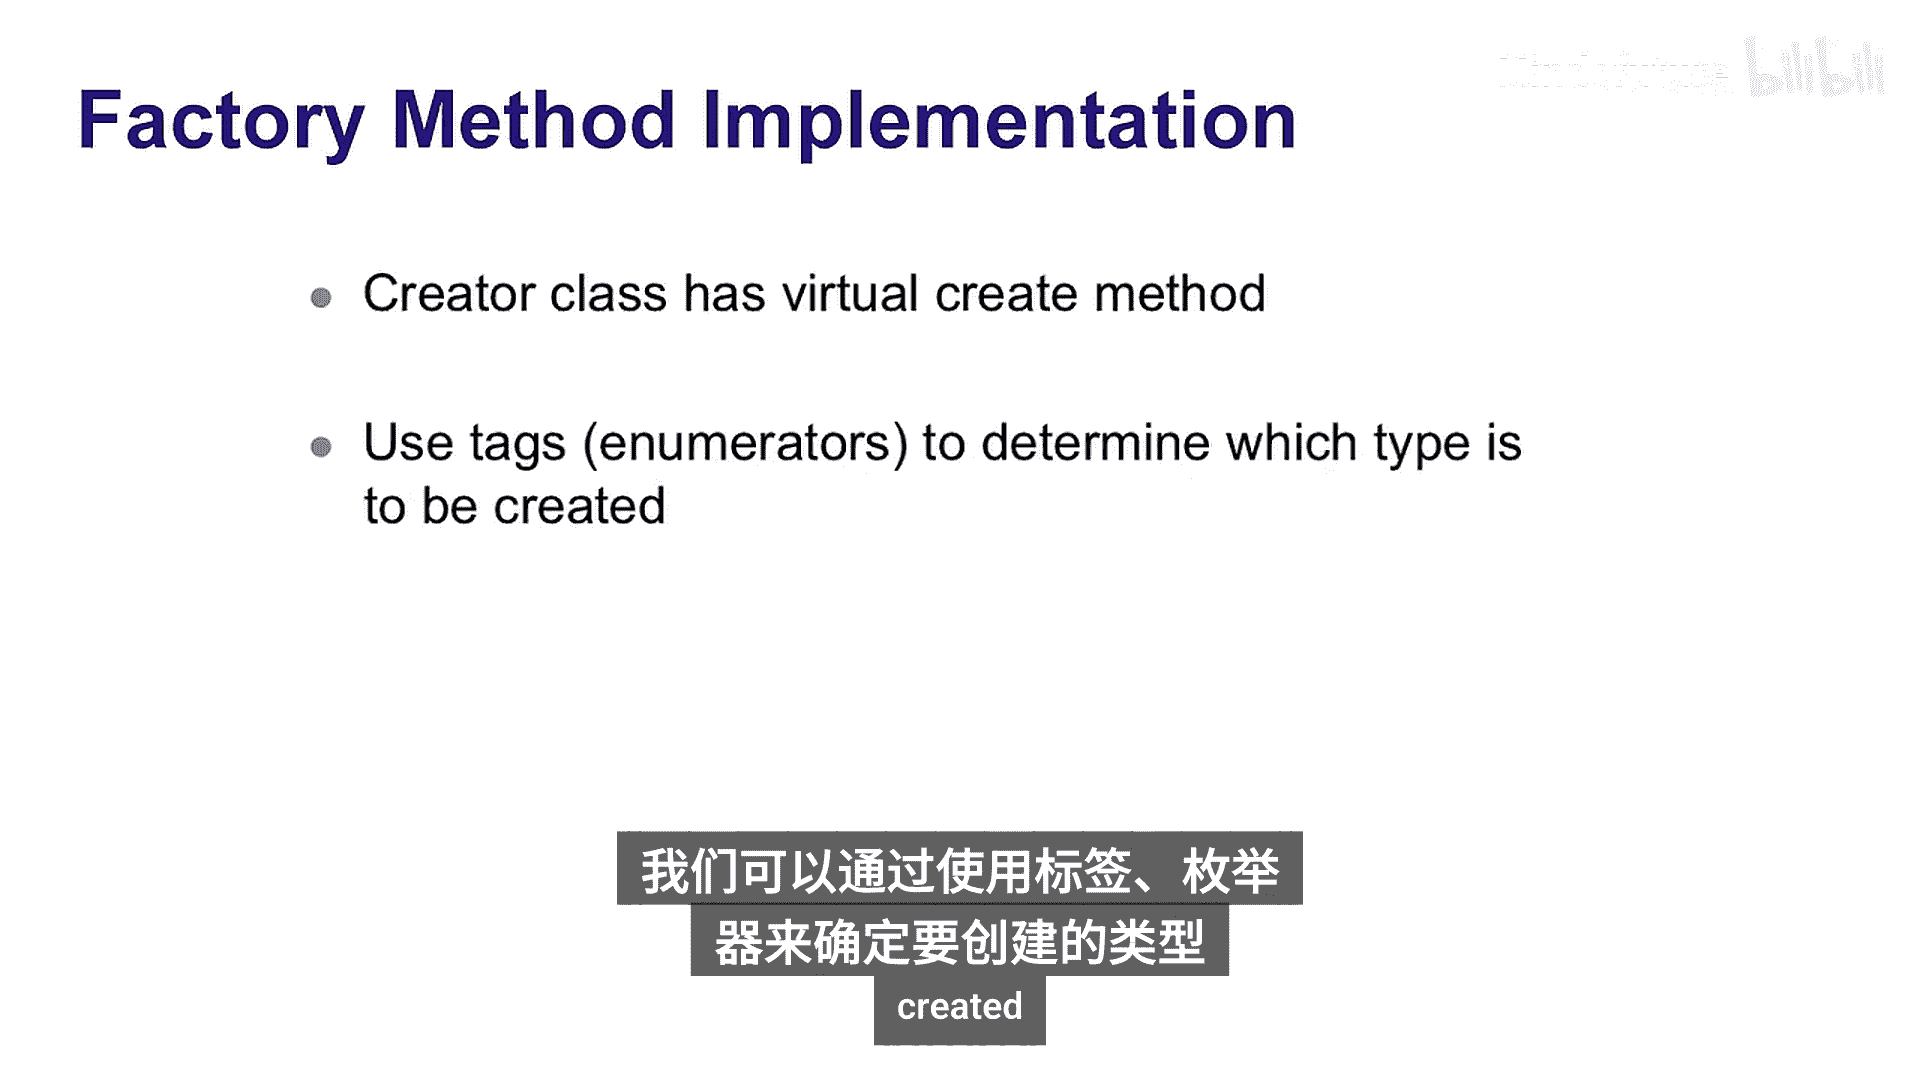 bilibili
Factory Method Implementation
Creator class has virtual create method
Use tags (enumerators) to determine which type is
to be created
我们可以通过使用标签、枚举
器来确定要创建的类型
created